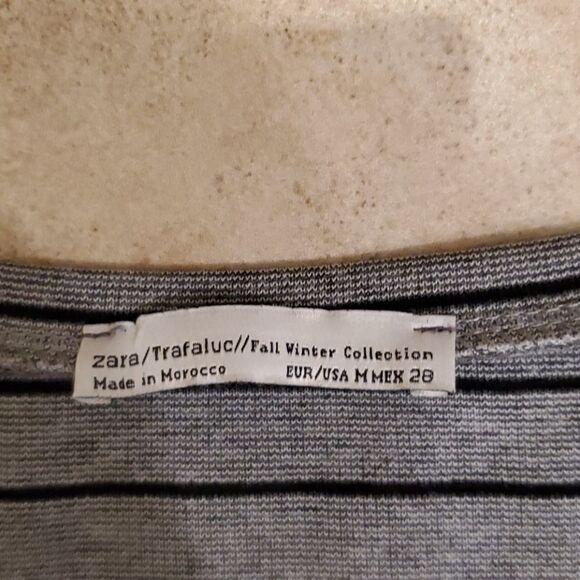 zara/Trafaluc//Fall Winter Collection
Made in Morocco EUR/USA M MEX 28